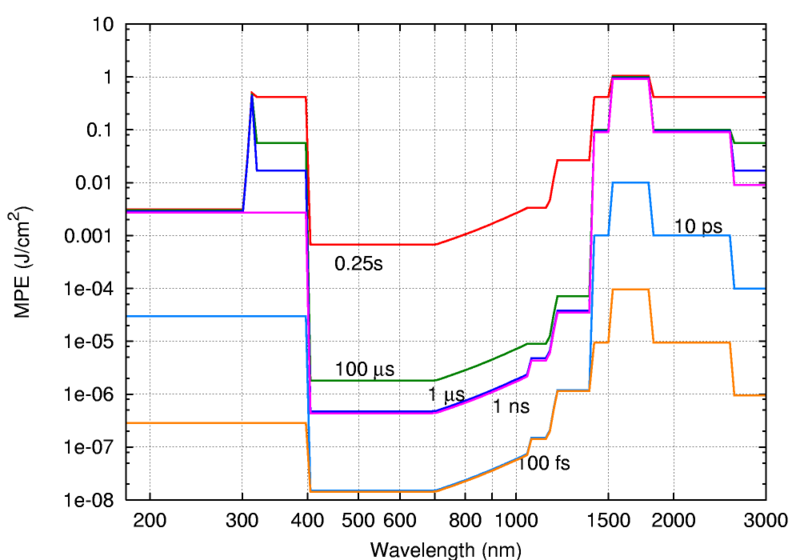 10
1
0.1
0.01
0.001
1e-04
1e-05
1e-06
1e-07
1e-08
MPE (J/cm²)
0.25s
100 μs
1 μs
1 ns
10 ps
100 fs
200 300 400 500 600 800 1000 1500 2000 3000
Wavelength (nm)